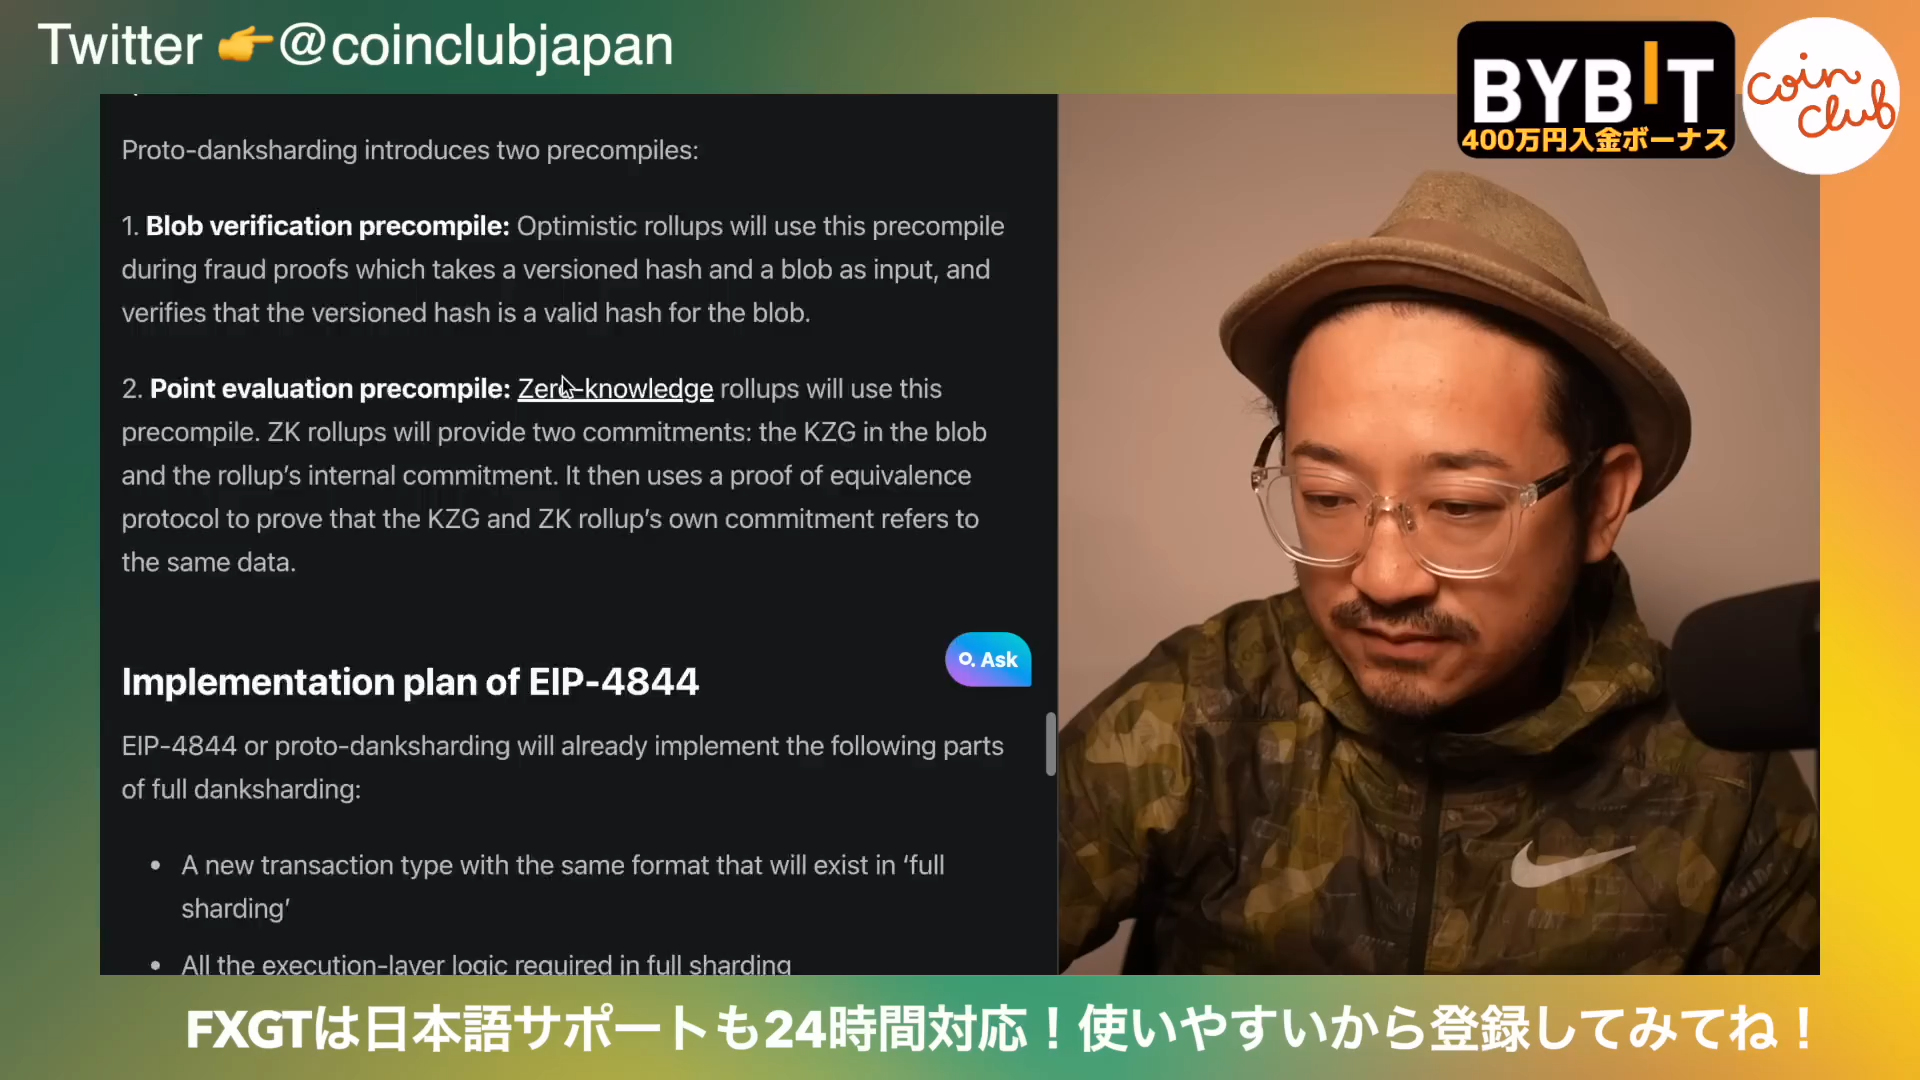 Twitter 👉@coinclubjapan
BYBIT
400万円入金ボーナス
coin
club
Proto-danksharding introduces two precompiles:
1. Blob verification precompile: Optimistic rollups will use this precompile
during fraud proofs which takes a versioned hash and a blob as input, and
verifies that the versioned hash is a valid hash for the blob.
2. Point evaluation precompile: Zero-knowledge rollups will use this
precompile. ZK rollups will provide two commitments: the KZG in the blob
and the rollup’s internal commitment. It then uses a proof of equivalence
protocol to prove that the KZG and ZK rollup’s own commitment refers to
the same data.
Ask
Implementation plan of EIP-4844
EIP-4844 or proto-danksharding will already implement the following parts
of full danksharding:
• A new transaction type with the same format that will exist in ‘full
sharding’
• All the execution-layer logic required in full sharding
FXGTは日本語サポートも24時間対応！使いやすいから登録してみてね！